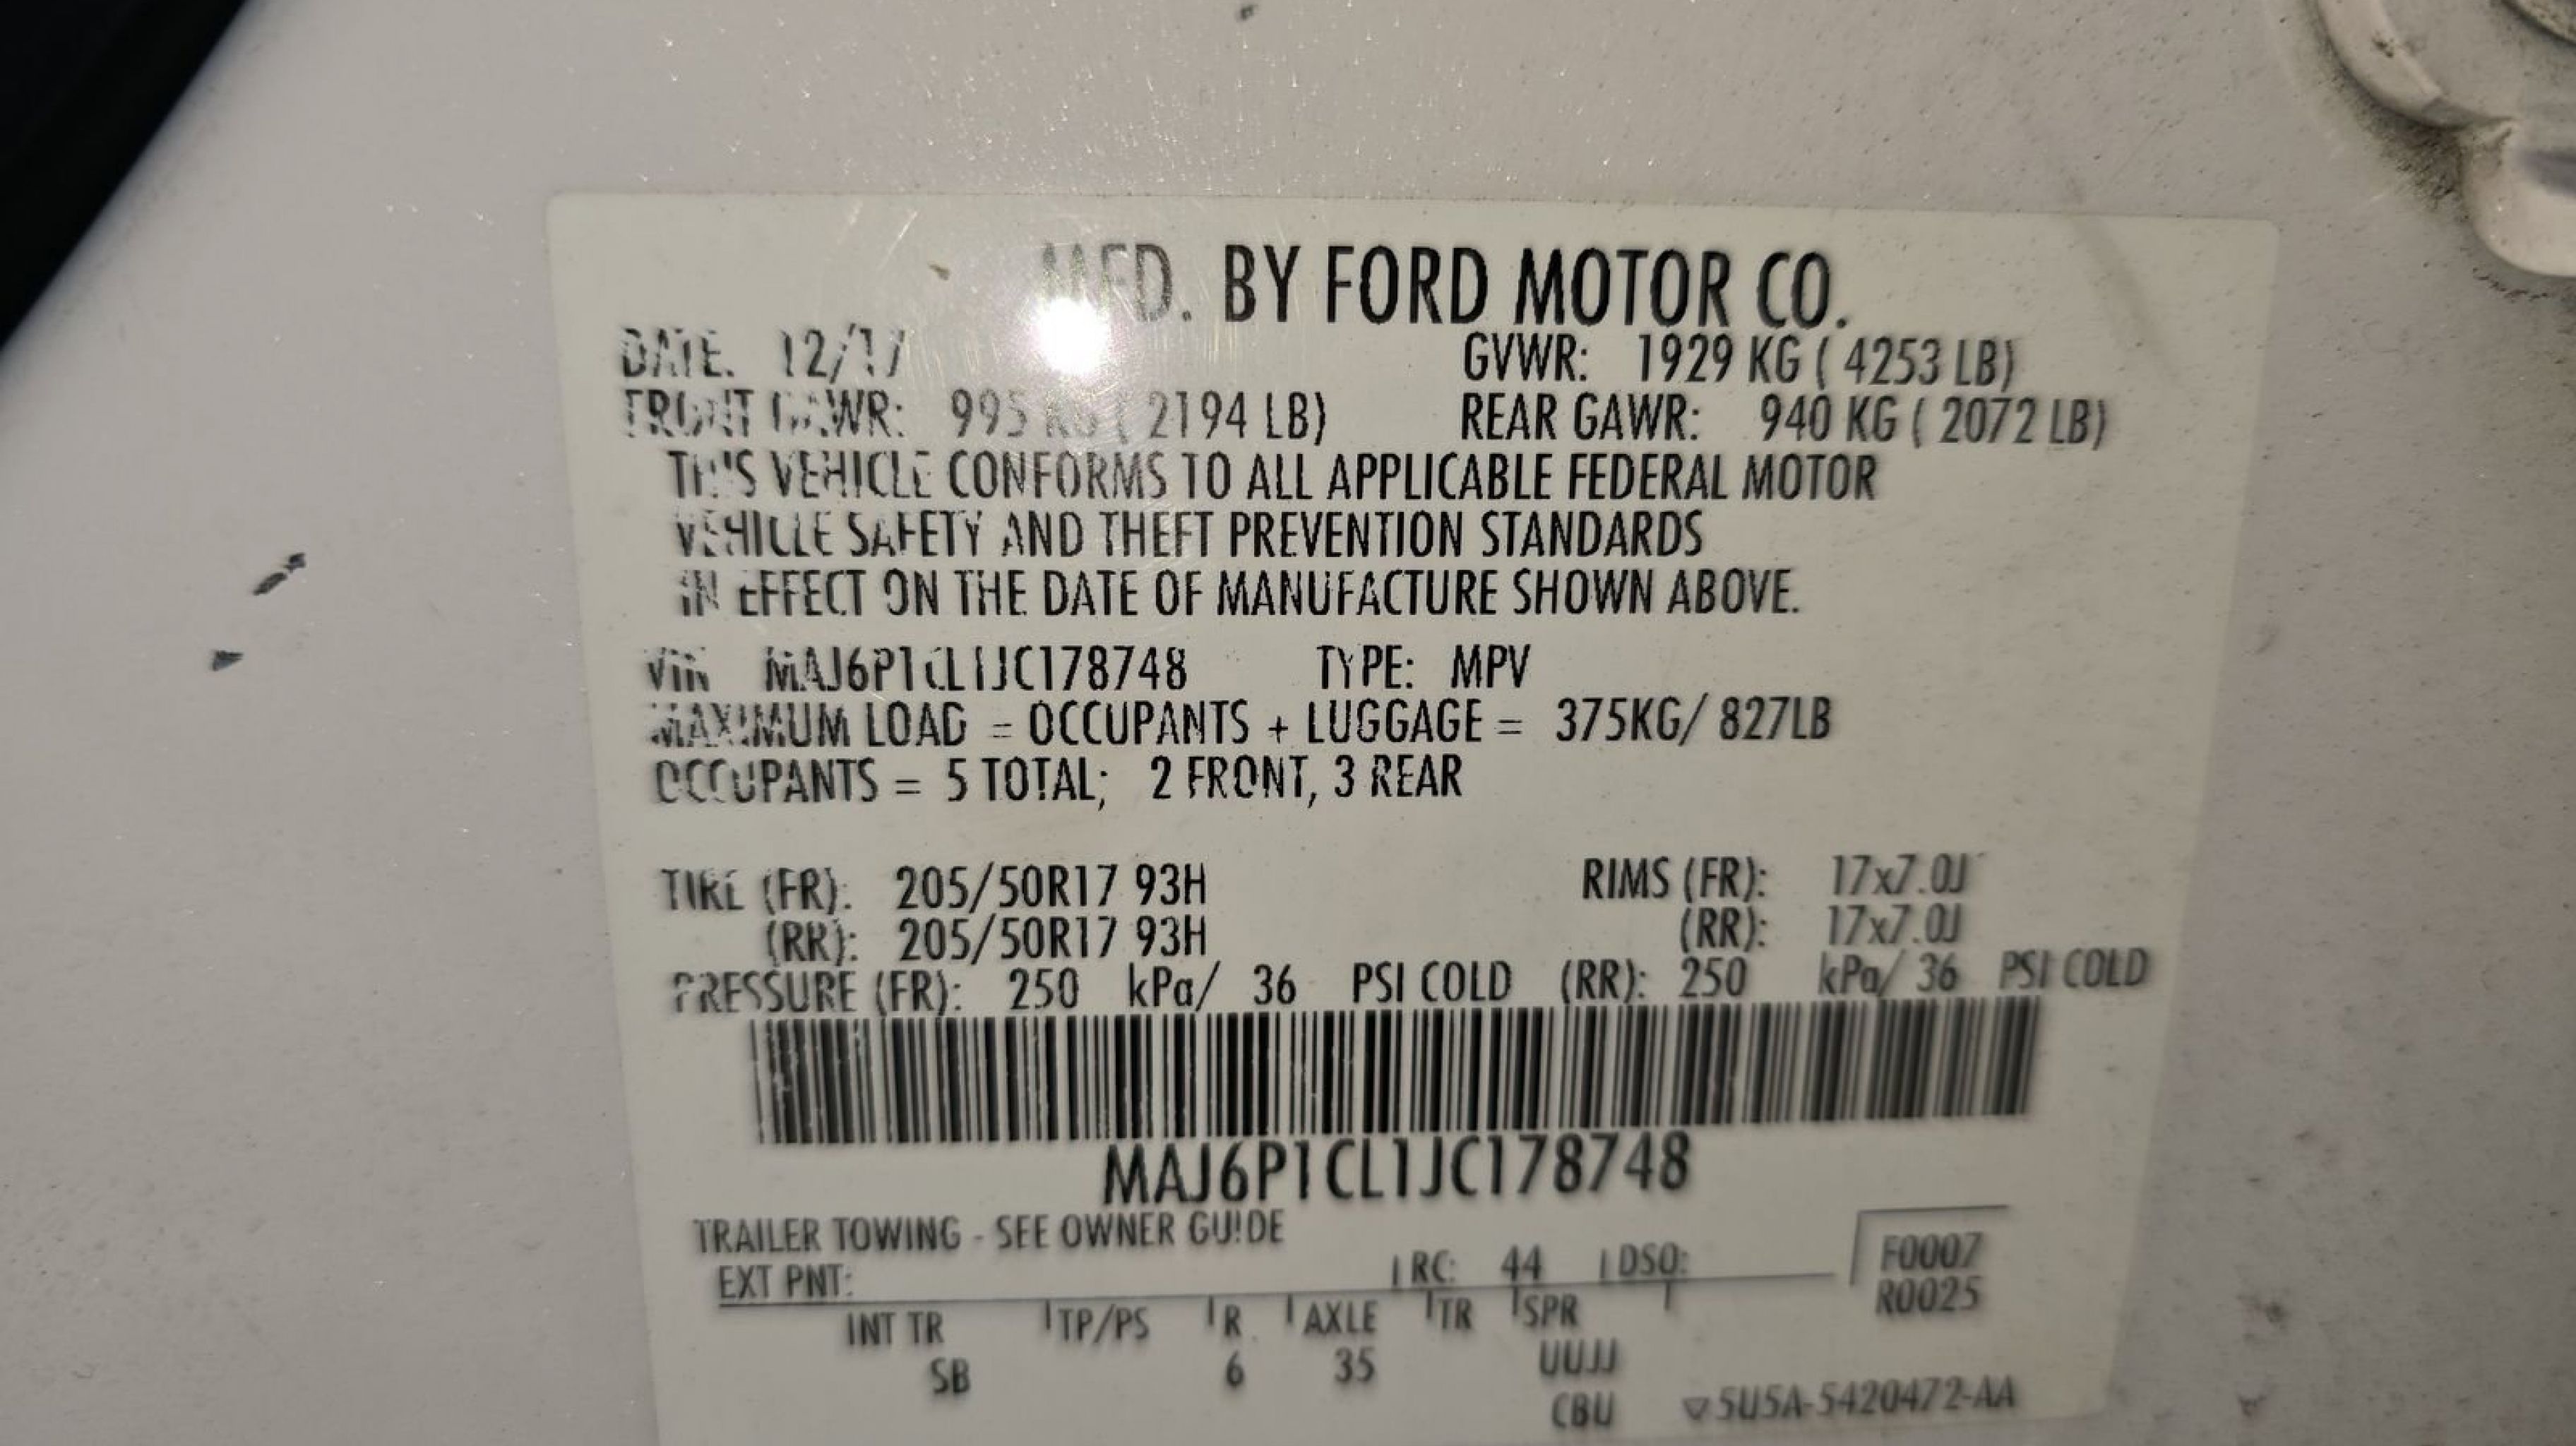 MFD. BY FORD MOTOR CO.
DATE: 12/17 GVWR: 1929 KG ( 4253 LB)
FRONT GAWR: 995 KG ( 2194 LB) REAR GAWR: 940 KG ( 2072 LB)
THIS VEHICLE CONFORMS TO ALL APPLICABLE FEDERAL MOTOR
VEHICLE SAFETY AND THEFT PREVENTION STANDARDS
IN EFFECT ON THE DATE OF MANUFACTURE SHOWN ABOVE.
VIN MAJ6P1CL1JC178748 TYPE: MPV
MAXIMUM LOAD = OCCUPANTS + LUGGAGE = 375KG/ 827LB
OCCUPANTS = 5 TOTAL; 2 FRONT, 3 REAR
TIRE (FR): 205/50R17 93H RIMS (FR): 17x7.0J
(RR): 205/50R17 93H (RR): 17x7.0J
PRESSURE (FR): 250 kPa/ 36 PSI COLD (RR): 250 kPa/ 36 PSI COLD
MAJ6P1CL1JC178748
TRAILER TOWING - SEE OWNER GUIDE
EXT PNT: RC: 44 DSO: F0007
R0025
INT TR TP/PS R AXLE TR SPR
SB 6 35 UUJJ
CBU ▽5U5A-5420472-AA